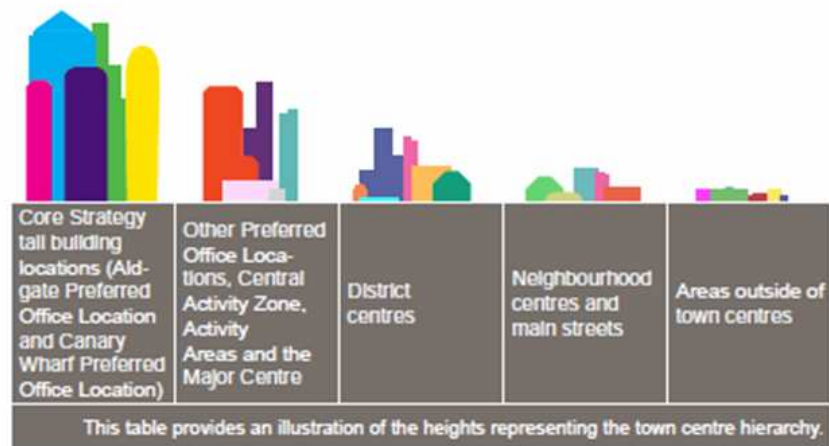 Core Strategy
tall building
locations (Ald-
gate Preferred
Office Location
and Canary
Wharf Preferred
Office Location)
Other Preferred
Office Loca-
tions, Central
Activity Zone,
Activity
Areas and the
Major Centre
District
centres
Neighbourhood
centres and
main streets
Areas outside of
town centres
This table provides an illustration of the heights representing the town centre hierarchy.